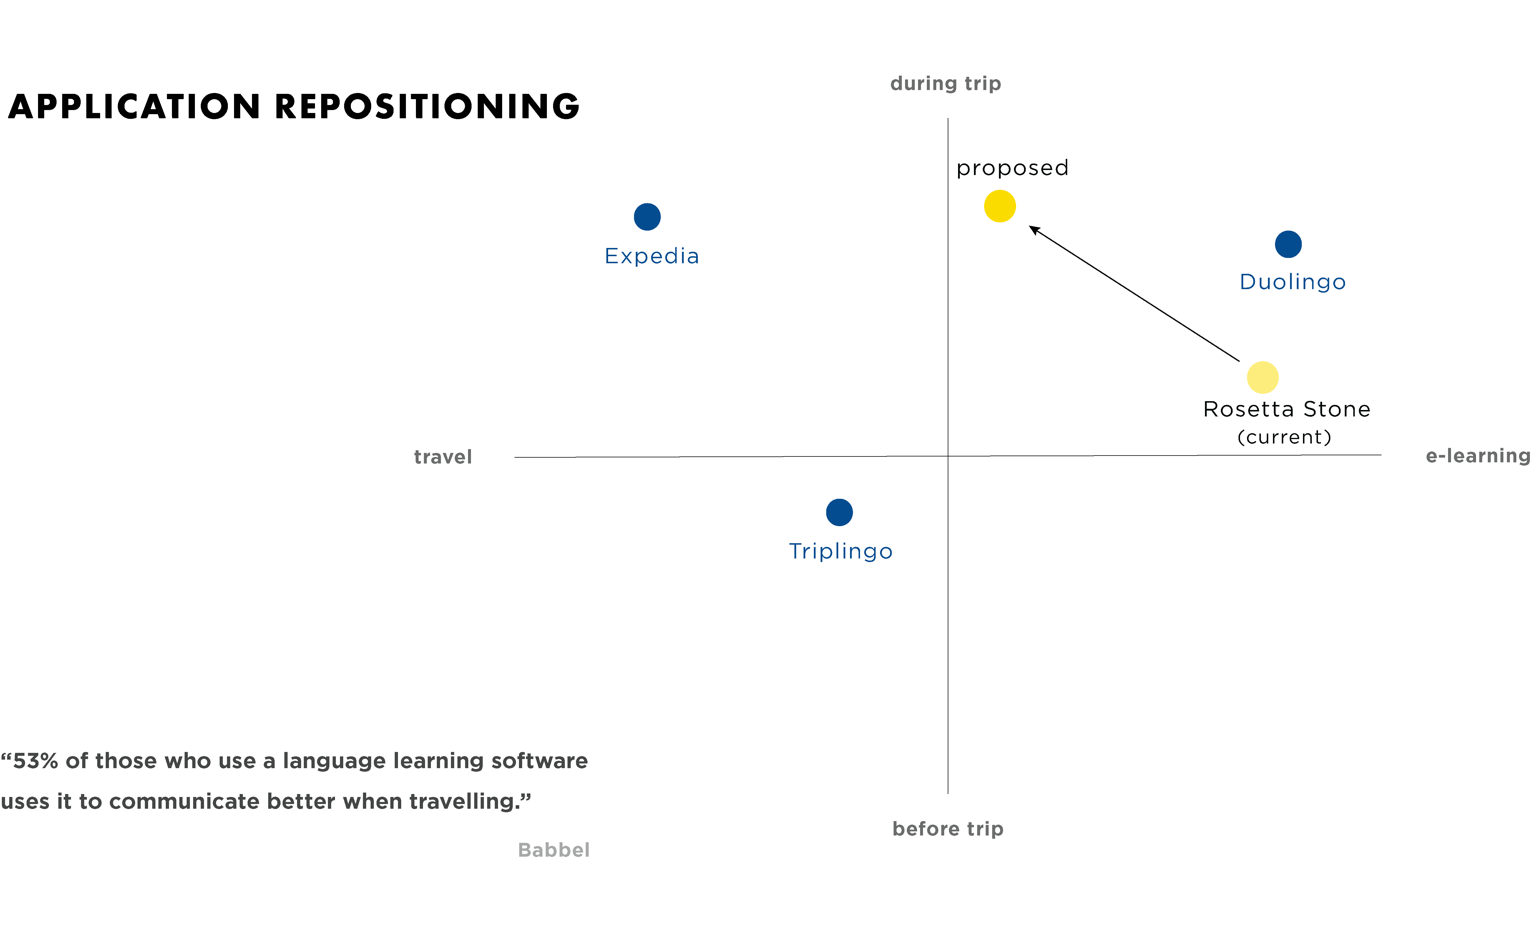 APPLICATION REPOSITIONING
during trip
proposed
Expedia
Duolingo
Rosetta Stone
(current)
travel
e-learning
Triplingo
“53% of those who use a language learning software
uses it to communicate better when travelling.”
Babbel
before trip